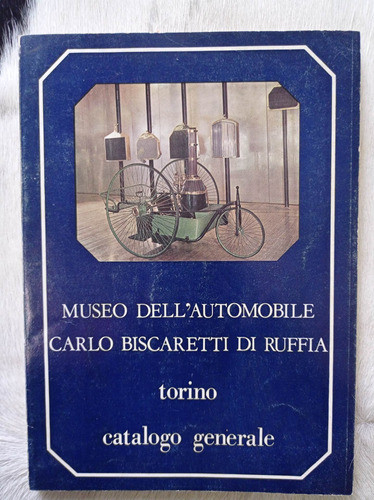 MUSEO DELL'AUTOMOBILE
CARLO BISCARETTI DI RUFFIA
torino
catalogo generale